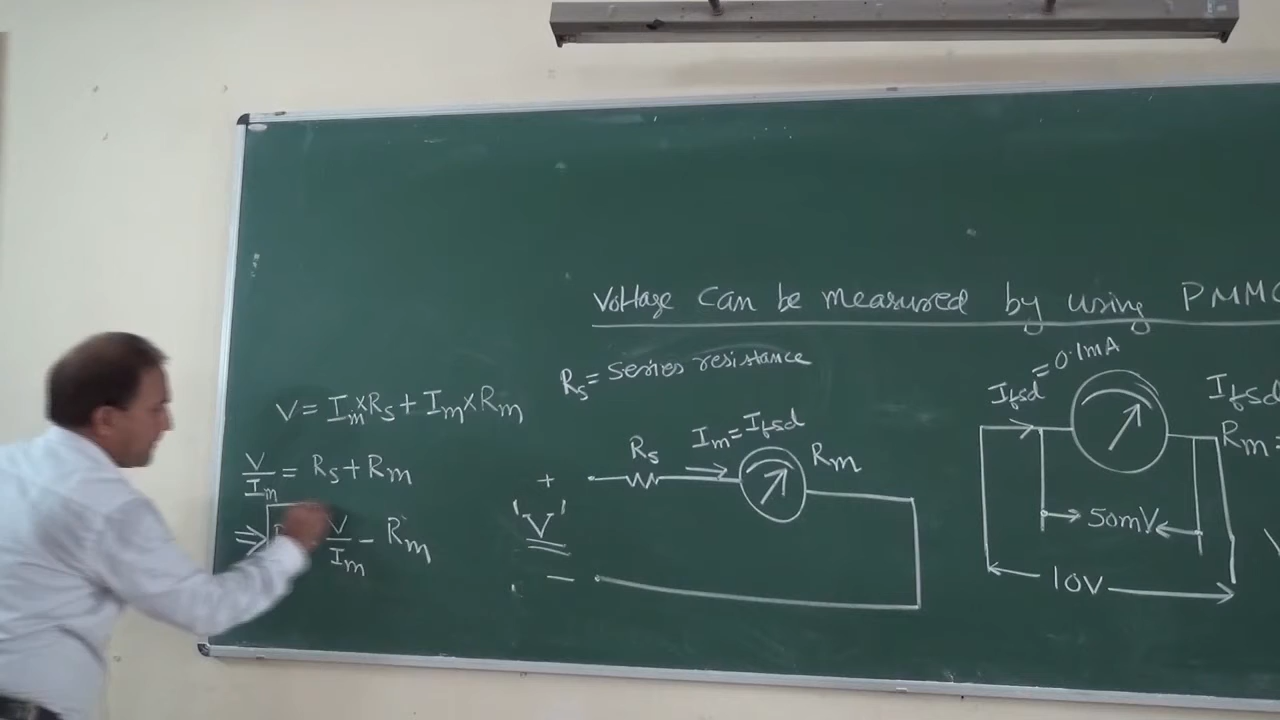 Voltage Can be measured by using PMMC
Rs = Series resistance
V = Im×Rs + Im×Rm
V/Im = Rs + Rm
⇒ V/Im - Rm
Rs
Im = Ifsd
Rm
+
'V'
-
Ifsd = 0.1mA
50mV
10V
Ifsd
Rm =